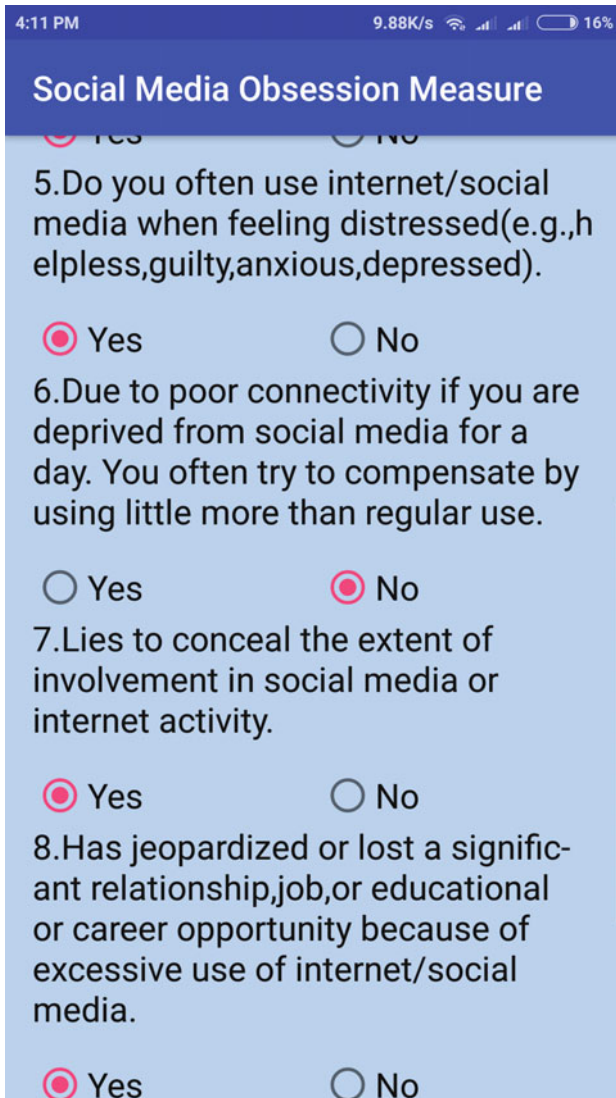 4:11 PM 9.88K/s 16%
Social Media Obsession Measure
Yes No
5.Do you often use internet/social
media when feeling distressed(e.g.,h
elpless,guilty,anxious,depressed).
Yes No
6.Due to poor connectivity if you are
deprived from social media for a
day. You often try to compensate by
using little more than regular use.
Yes No
7.Lies to conceal the extent of
involvement in social media or
internet activity.
Yes No
8.Has jeopardized or lost a signific-
ant relationship,job,or educational
or career opportunity because of
excessive use of internet/social
media.
Yes No